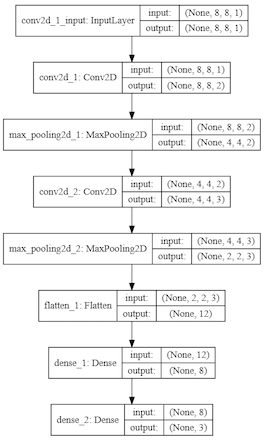 conv2d_1_input: InputLayer input: (None, 8, 8, 1)
output: (None, 8, 8, 1)
conv2d_1: Conv2D input: (None, 8, 8, 1)
output: (None, 8, 8, 2)
max_pooling2d_1: MaxPooling2D input: (None, 8, 8, 2)
output: (None, 4, 4, 2)
conv2d_2: Conv2D input: (None, 4, 4, 2)
output: (None, 4, 4, 3)
max_pooling2d_2: MaxPooling2D input: (None, 4, 4, 3)
output: (None, 2, 2, 3)
flatten_1: Flatten input: (None, 2, 2, 3)
output: (None, 12)
dense_1: Dense input: (None, 12)
output: (None, 8)
dense_2: Dense input: (None, 8)
output: (None, 3)